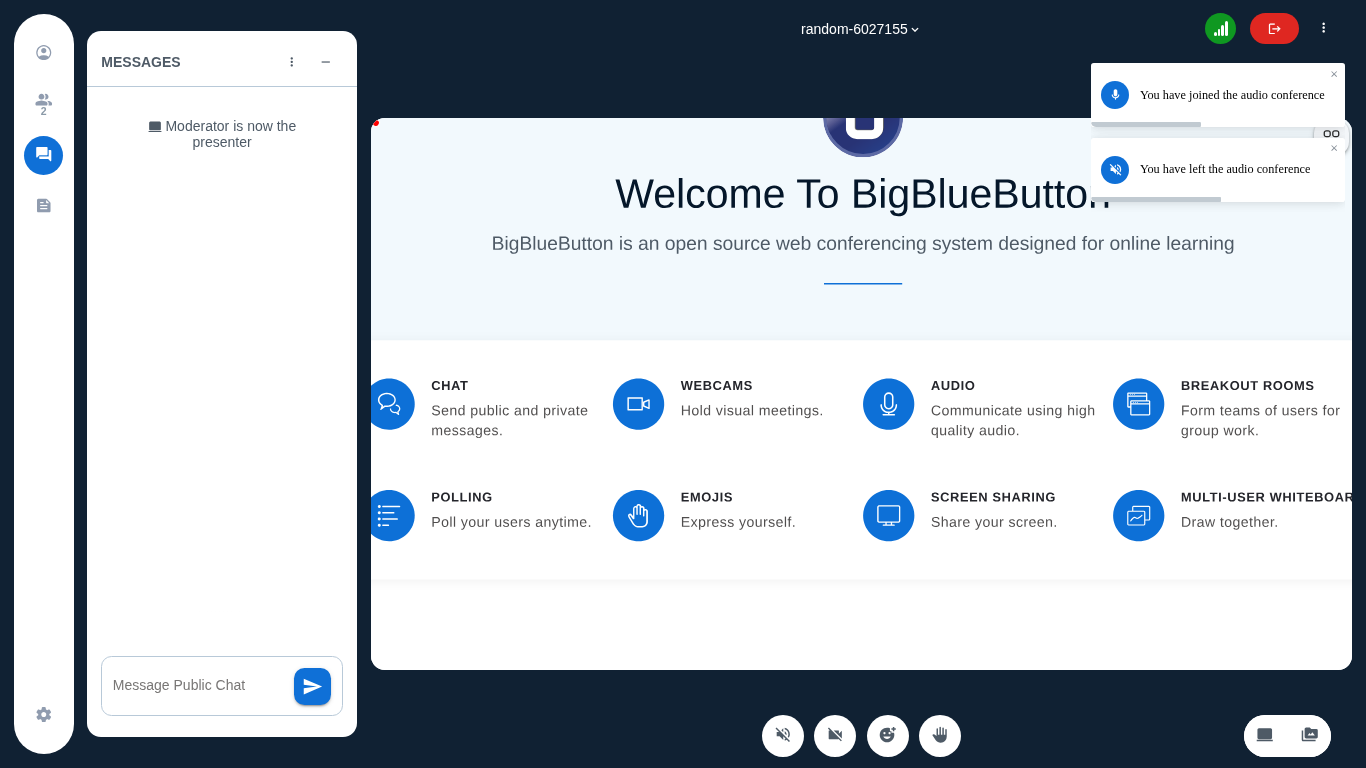 random-6027155
MESSAGES
2
Moderator is now the
presenter
You have joined the audio conference
You have left the audio conference
Welcome To BigBlueButton
BigBlueButton is an open source web conferencing system designed for online learning
CHAT
Send public and private
messages.
WEBCAMS
Hold visual meetings.
AUDIO
Communicate using high
quality audio.
BREAKOUT ROOMS
Form teams of users for
group work.
POLLING
Poll your users anytime.
EMOJIS
Express yourself.
SCREEN SHARING
Share your screen.
MULTI-USER WHITEBOAR
Draw together.
Message Public Chat